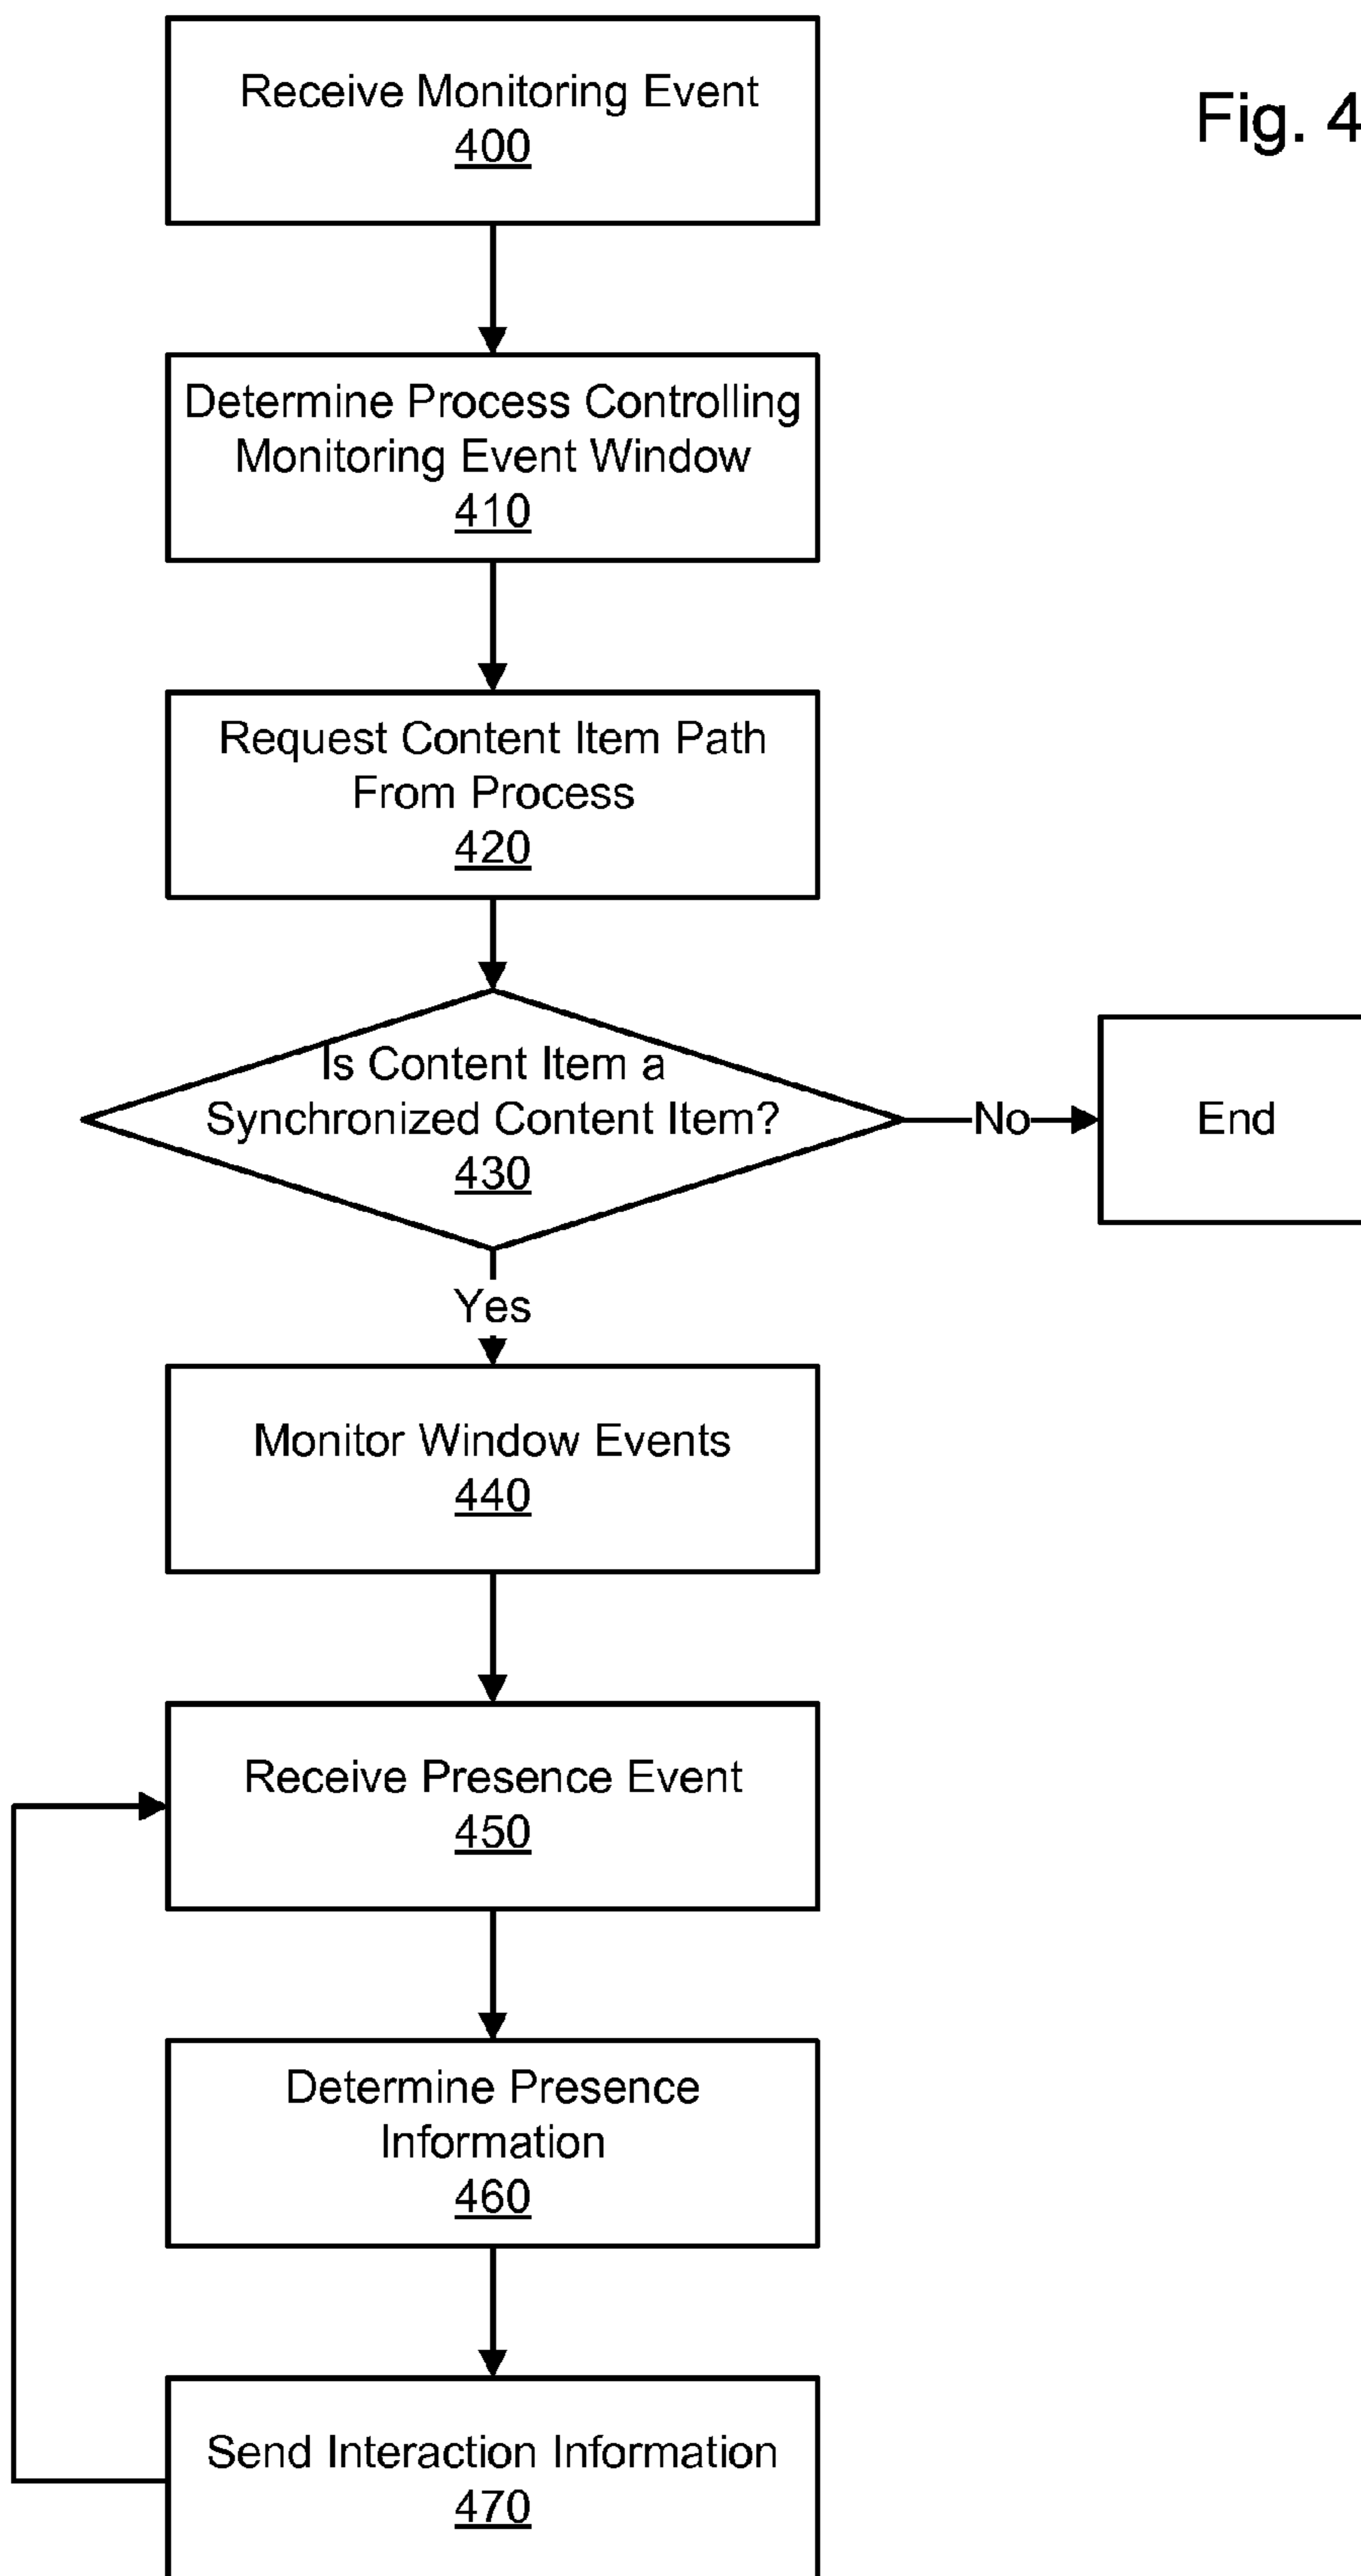 Receive Monitoring Event
400
Fig. 4
Determine Process Controlling
Monitoring Event Window
410
Request Content Item Path
From Process
420
Is Content Item a
Synchronized Content Item?
430
No
End
Yes
Monitor Window Events
440
Receive Presence Event
450
Determine Presence
Information
460
Send Interaction Information
470